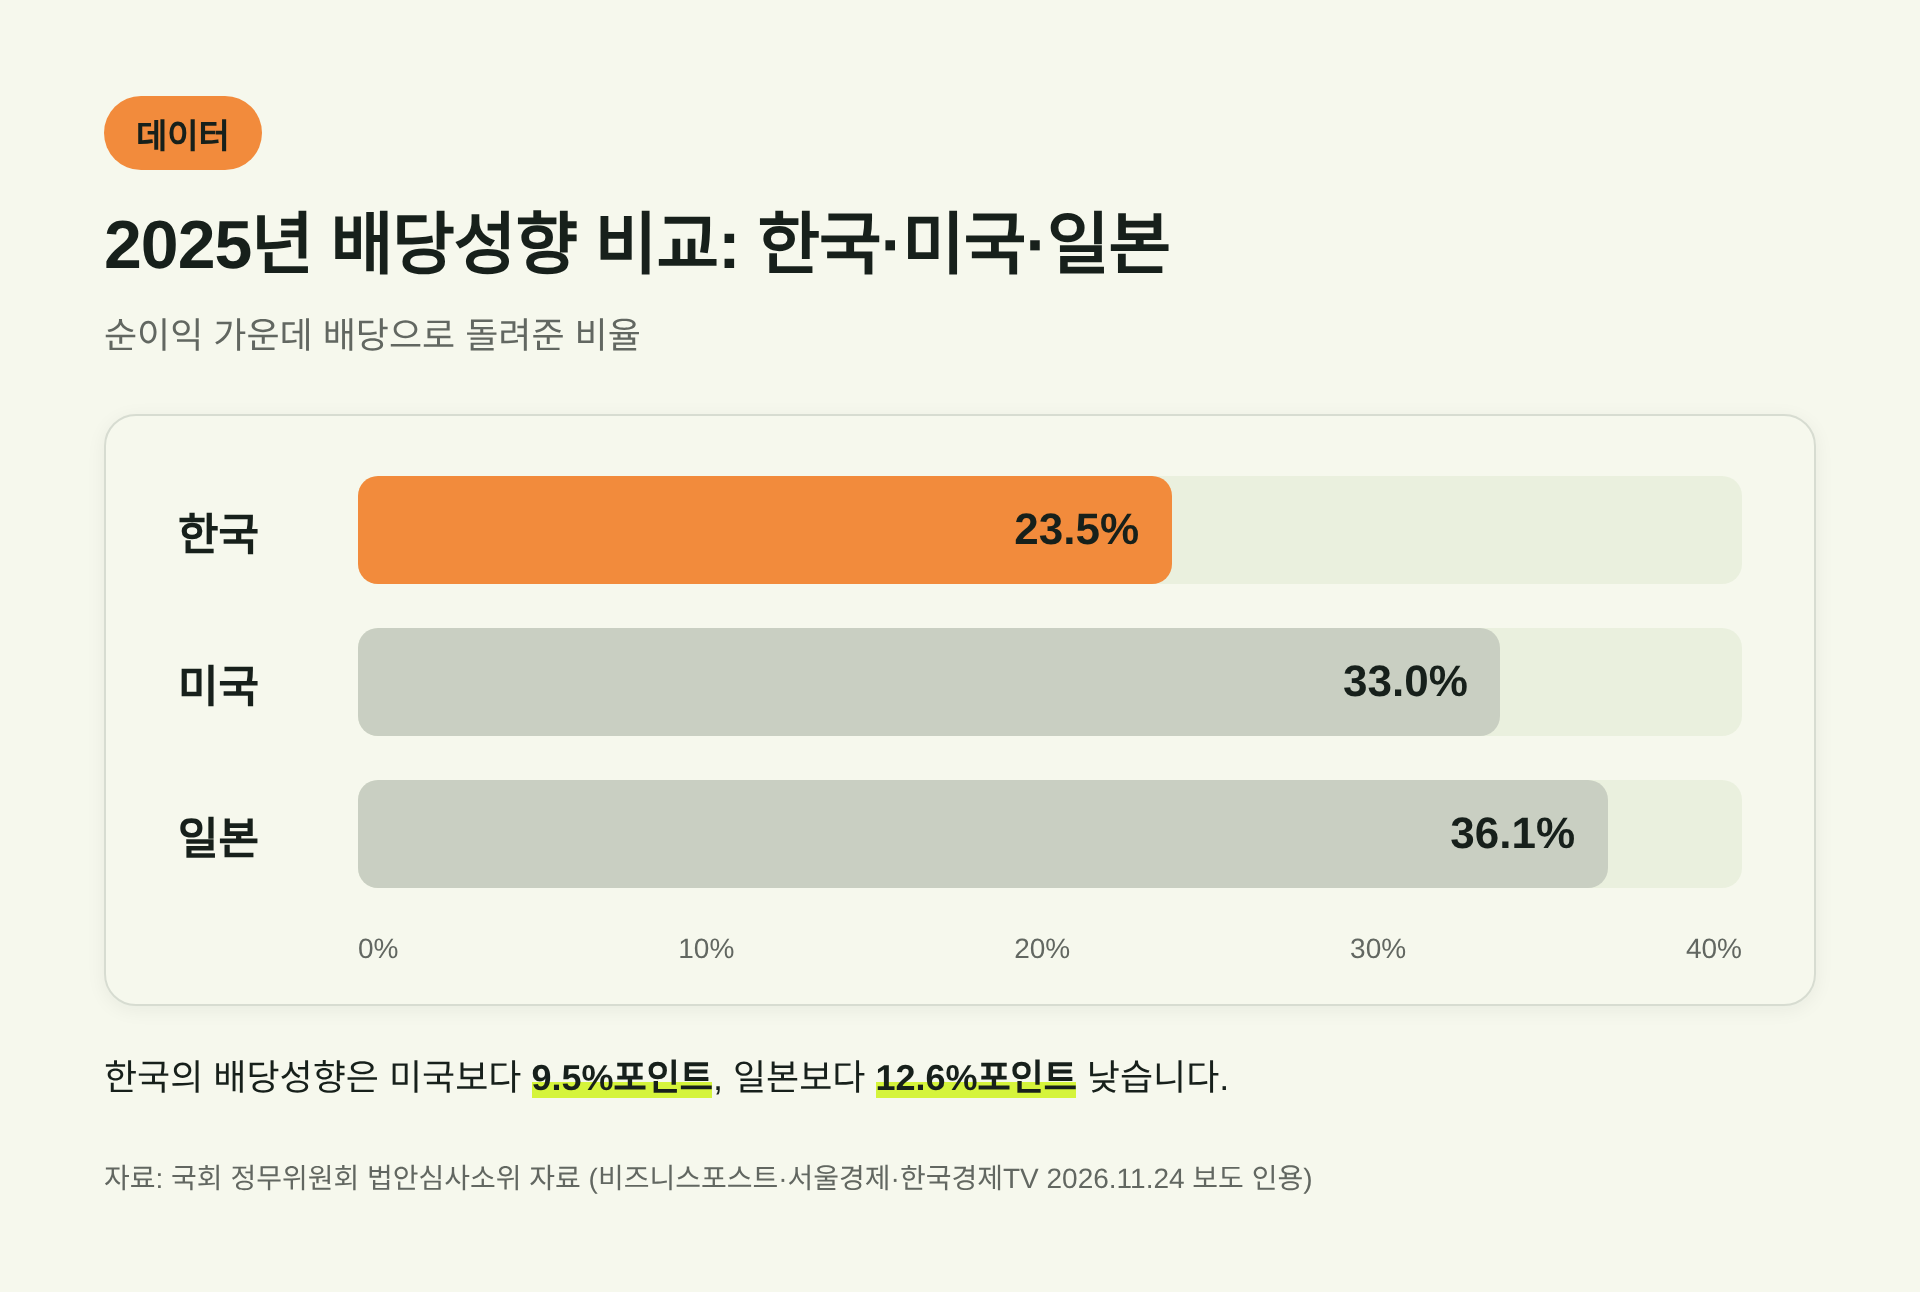 데이터
2025년 배당성향 비교: 한국·미국·일본
순이익 가운데 배당으로 돌려준 비율
한국 23.5%
미국 33.0%
일본 36.1%
0% 10% 20% 30% 40%
한국의 배당성향은 미국보다 9.5%포인트, 일본보다 12.6%포인트 낮습니다.
자료: 국회 정무위원회 법안심사소위 자료 (비즈니스포스트·서울경제·한국경제TV 2026.11.24 보도 인용)